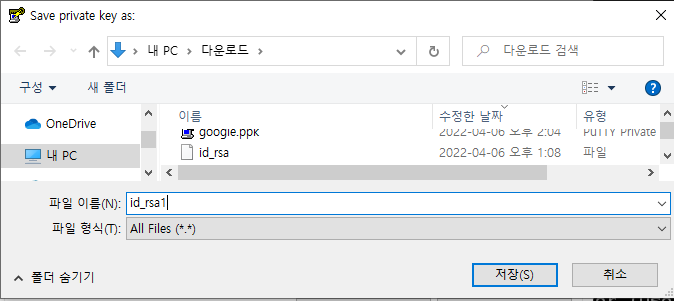 Save private key as:
내 PC > 다운로드 >
다운로드 검색
구성
새 폴더
OneDrive
내 PC
이름 수정한 날짜 유형
google.ppk 2022-04-06 오후 2:04 PuTTY Private
id_rsa 2022-04-06 오후 1:08 파일
파일 이름(N): id_rsa1
파일 형식(T): All Files (*.*)
폴더 숨기기
저장(S)
취소